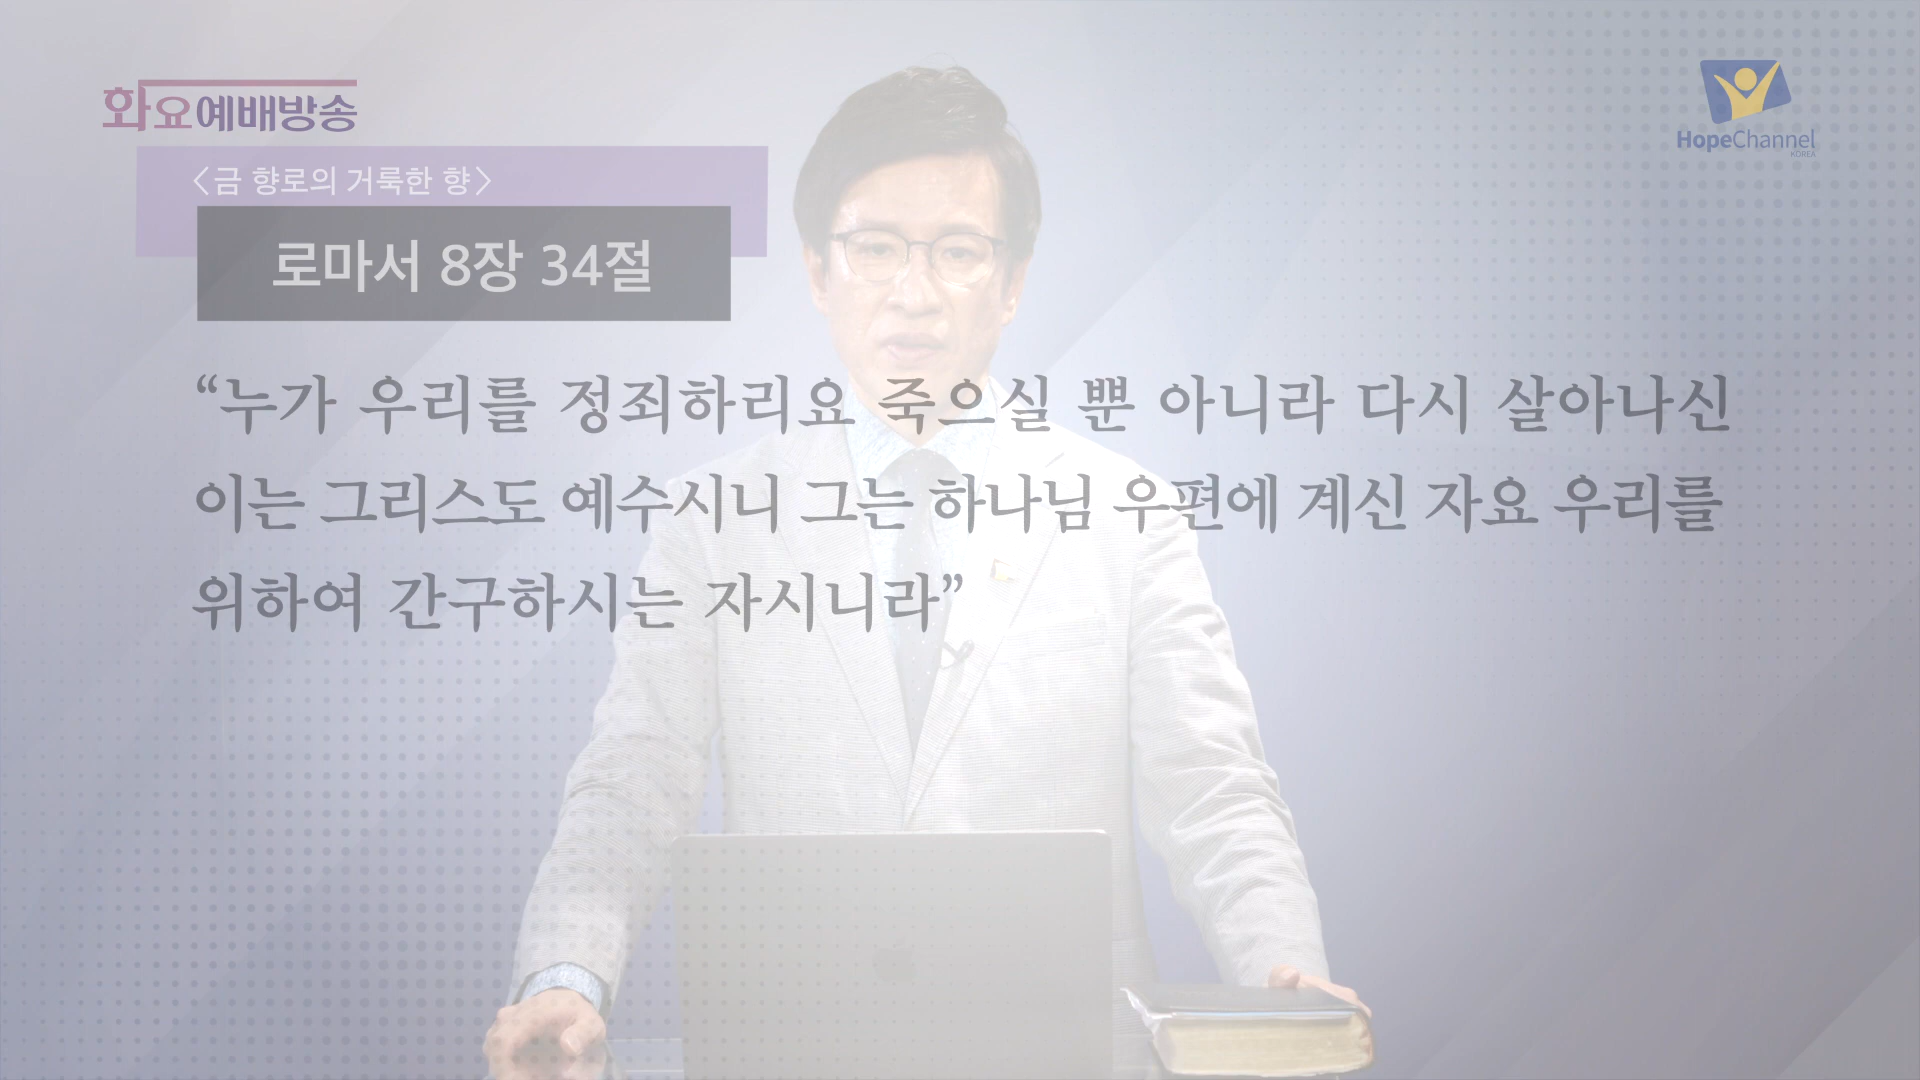 화요예배방송
HopeChannel
KOREA
<금 향로의 거룩한 향>
로마서 8장 34절
“누가 우리를 정죄하리요 죽으실 뿐 아니라 다시 살아나신
이는 그리스도 예수시니 그는 하나님 우편에 계신 자요 우리를
위하여 간구하시는 자시니라”